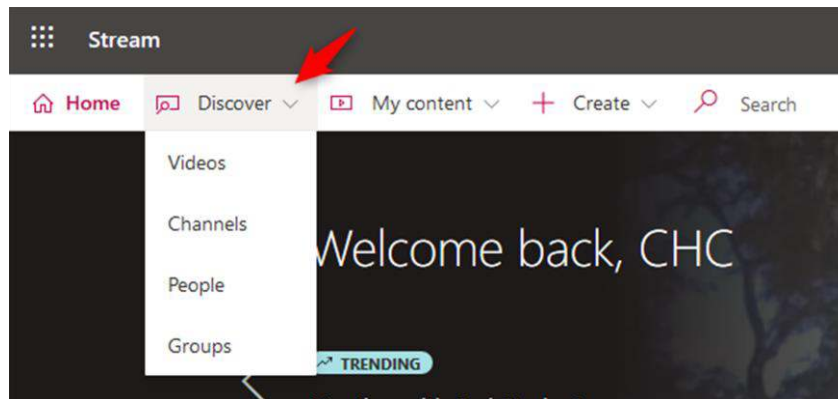 Stream
Home Discover My content Create Search
Videos
Channels
Welcome back, CHC
People
Groups
TRENDING